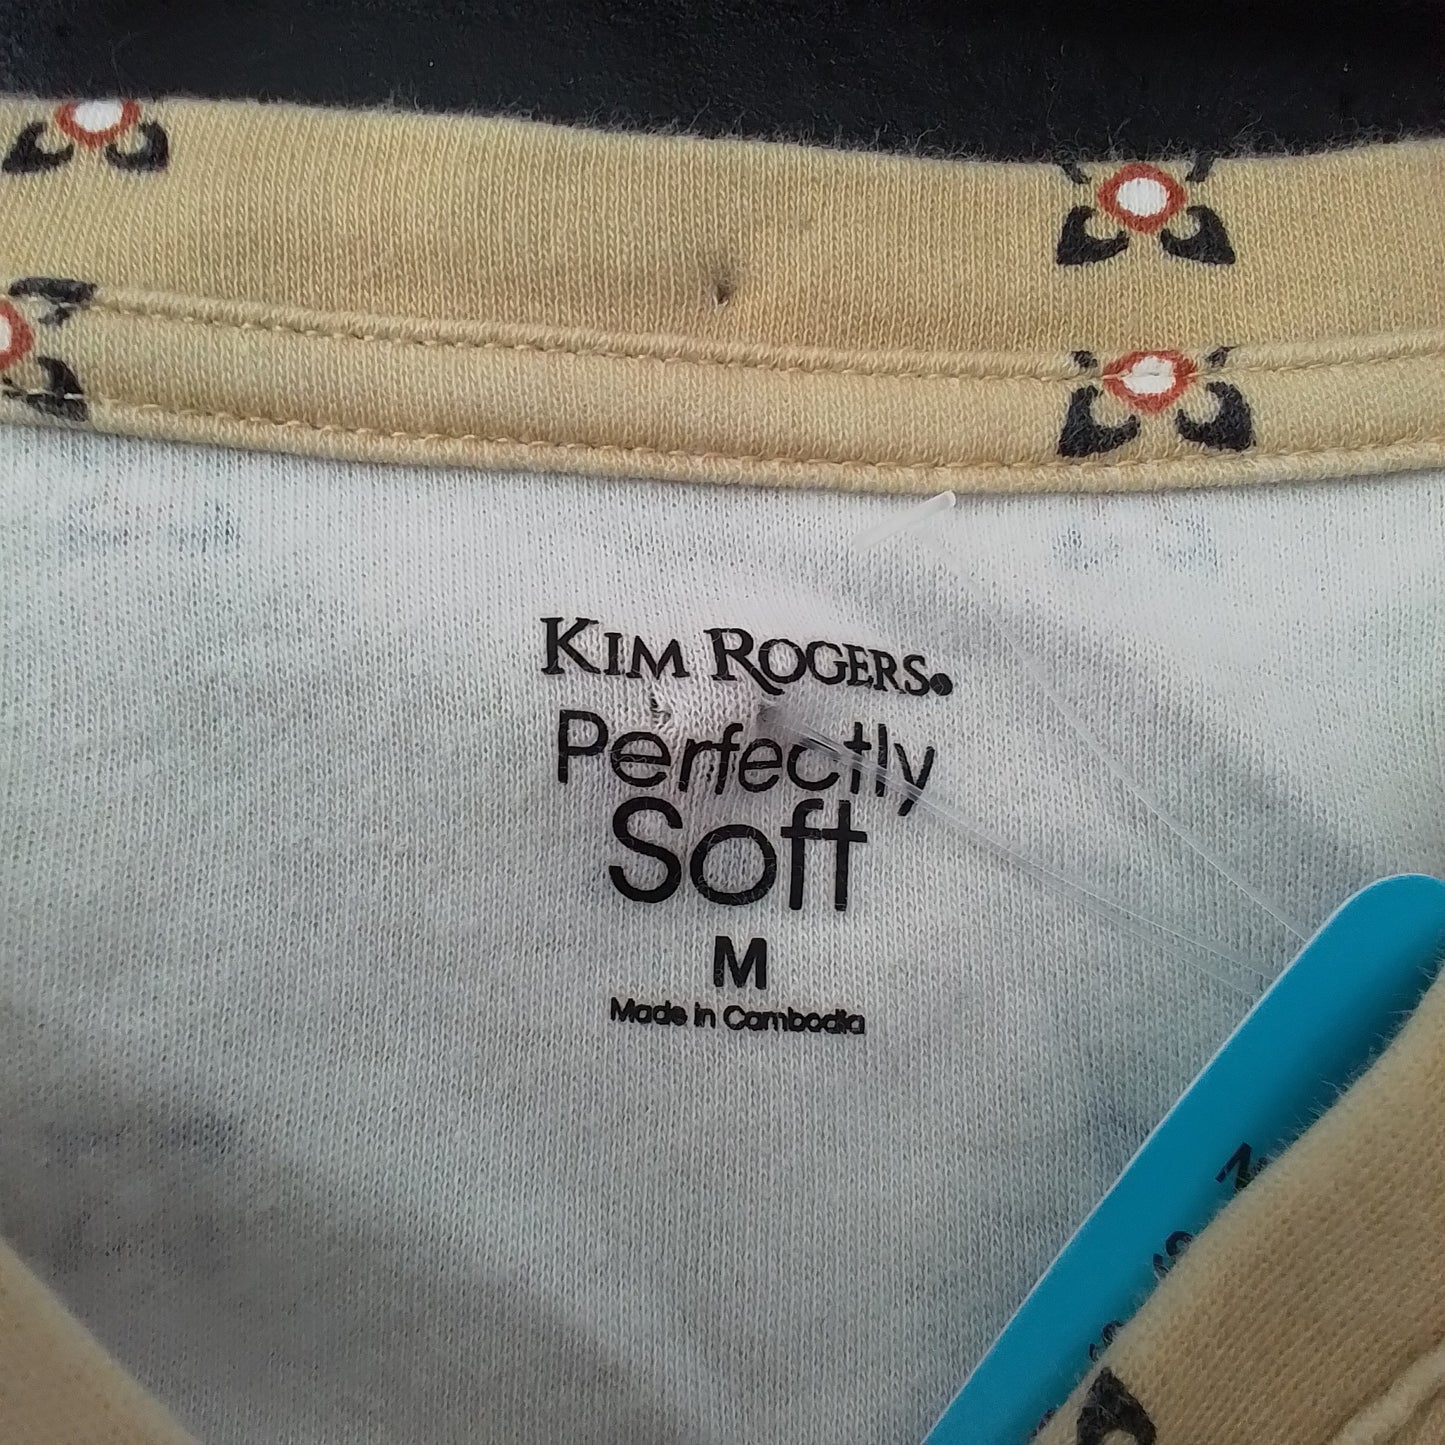 KIM ROGERS
Perfectly
Soft
M
Made in Cambodia